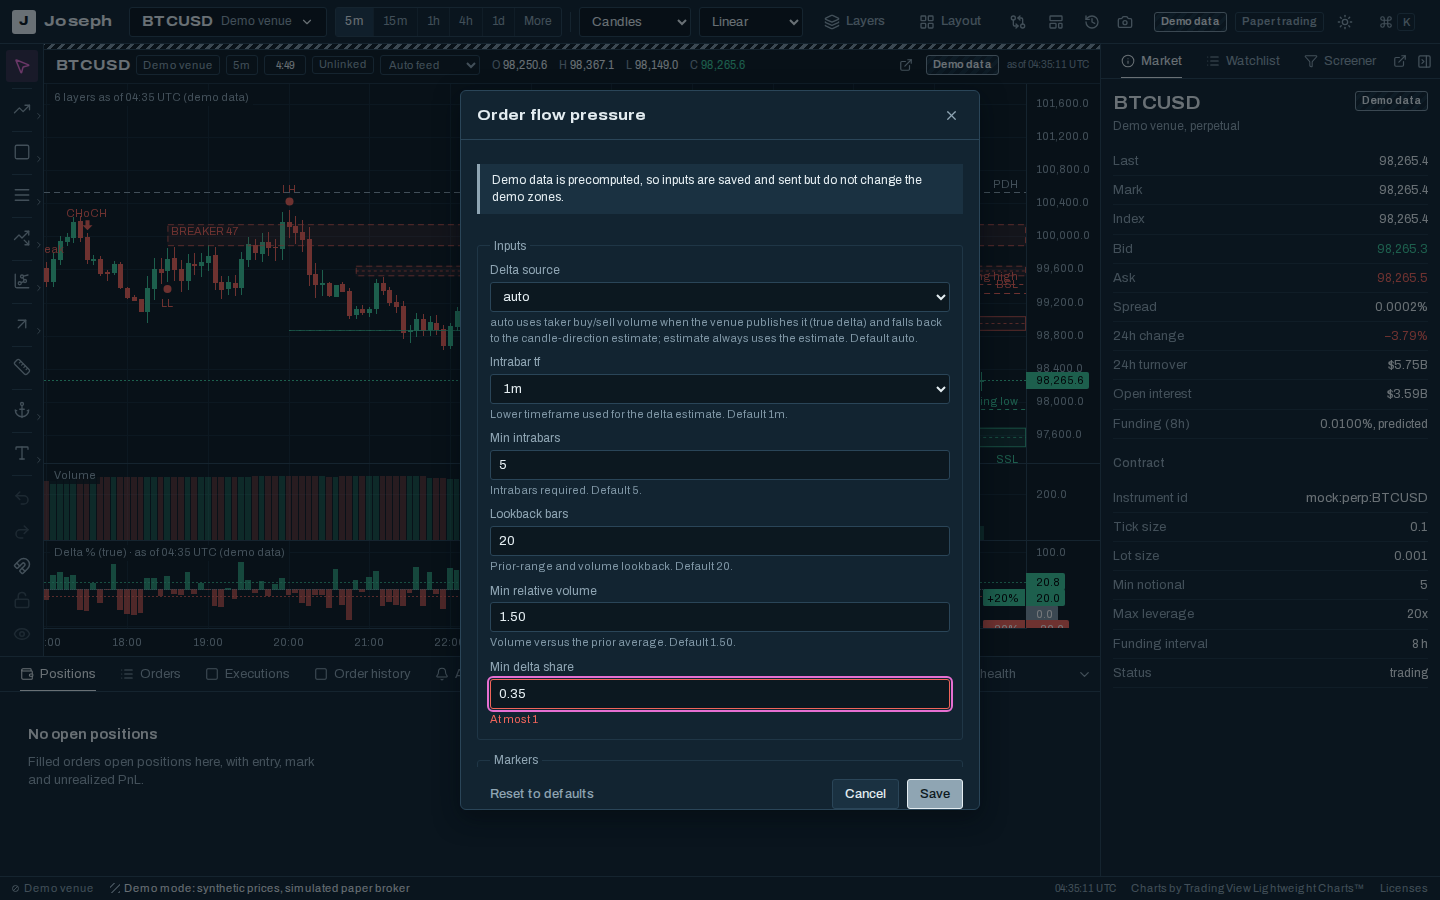 J Joseph BTCUSD Demo venue 5m 15m 1h 4h 1d More Candles Linear Layers Layout Demo data Paper trading ⌘ K
BTCUSD Demo venue 5m 4:49 Unlinked Auto feed O 98,250.6 H 98,367.1 L 98,149.0 C 98,265.6 Demo data as of 04:35:11 UTC
Market Watchlist Screener
6 layers as of 04:35 UTC (demo data)
LH
CHoCH
BREAKER 47
LL
PDH
BSL
SSL
101,600.0
101,200.0
100,800.0
100,400.0
100,000.0
99,600.0
99,200.0
98,800.0
98,400.0
98,265.6
98,000.0
97,600.0
Volume
200.0
Delta % (true) · as of 04:35 UTC (demo data)
100.0
20.8
+20% 20.0
0.0
18:00 19:00 20:00 21:00
Order flow pressure
Demo data is precomputed, so inputs are saved and sent but do not change the
demo zones.
Inputs
Delta source
auto
auto uses taker buy/sell volume when the venue publishes it (true delta) and falls back
to the candle-direction estimate; estimate always uses the estimate. Default auto.
Intrabar tf
1m
Lower timeframe used for the delta estimate. Default 1m.
Min intrabars
5
Intrabars required. Default 5.
Lookback bars
20
Prior-range and volume lookback. Default 20.
Min relative volume
1.50
Volume versus the prior average. Default 1.50.
Min delta share
0.35
At most 1
Markers
Reset to defaults Cancel Save
BTCUSD Demo data
Demo venue, perpetual
Last 98,265.4
Mark 98,265.4
Index 98,265.4
Bid 98,265.3
Ask 98,265.5
Spread 0.0002%
24h change −3.79%
24h turnover $5.75B
Open interest $3.59B
Funding (8h) 0.0100%, predicted
Contract
Instrument id mock:perp:BTCUSD
Tick size 0.1
Lot size 0.001
Min notional 5
Max leverage 20x
Funding interval 8 h
Status trading
Positions Orders Executions Order history health
No open positions
Filled orders open positions here, with entry, mark
and unrealized PnL.
Demo venue Demo mode: synthetic prices, simulated paper broker 04:35:11 UTC Charts by TradingView Lightweight Charts™ Licenses